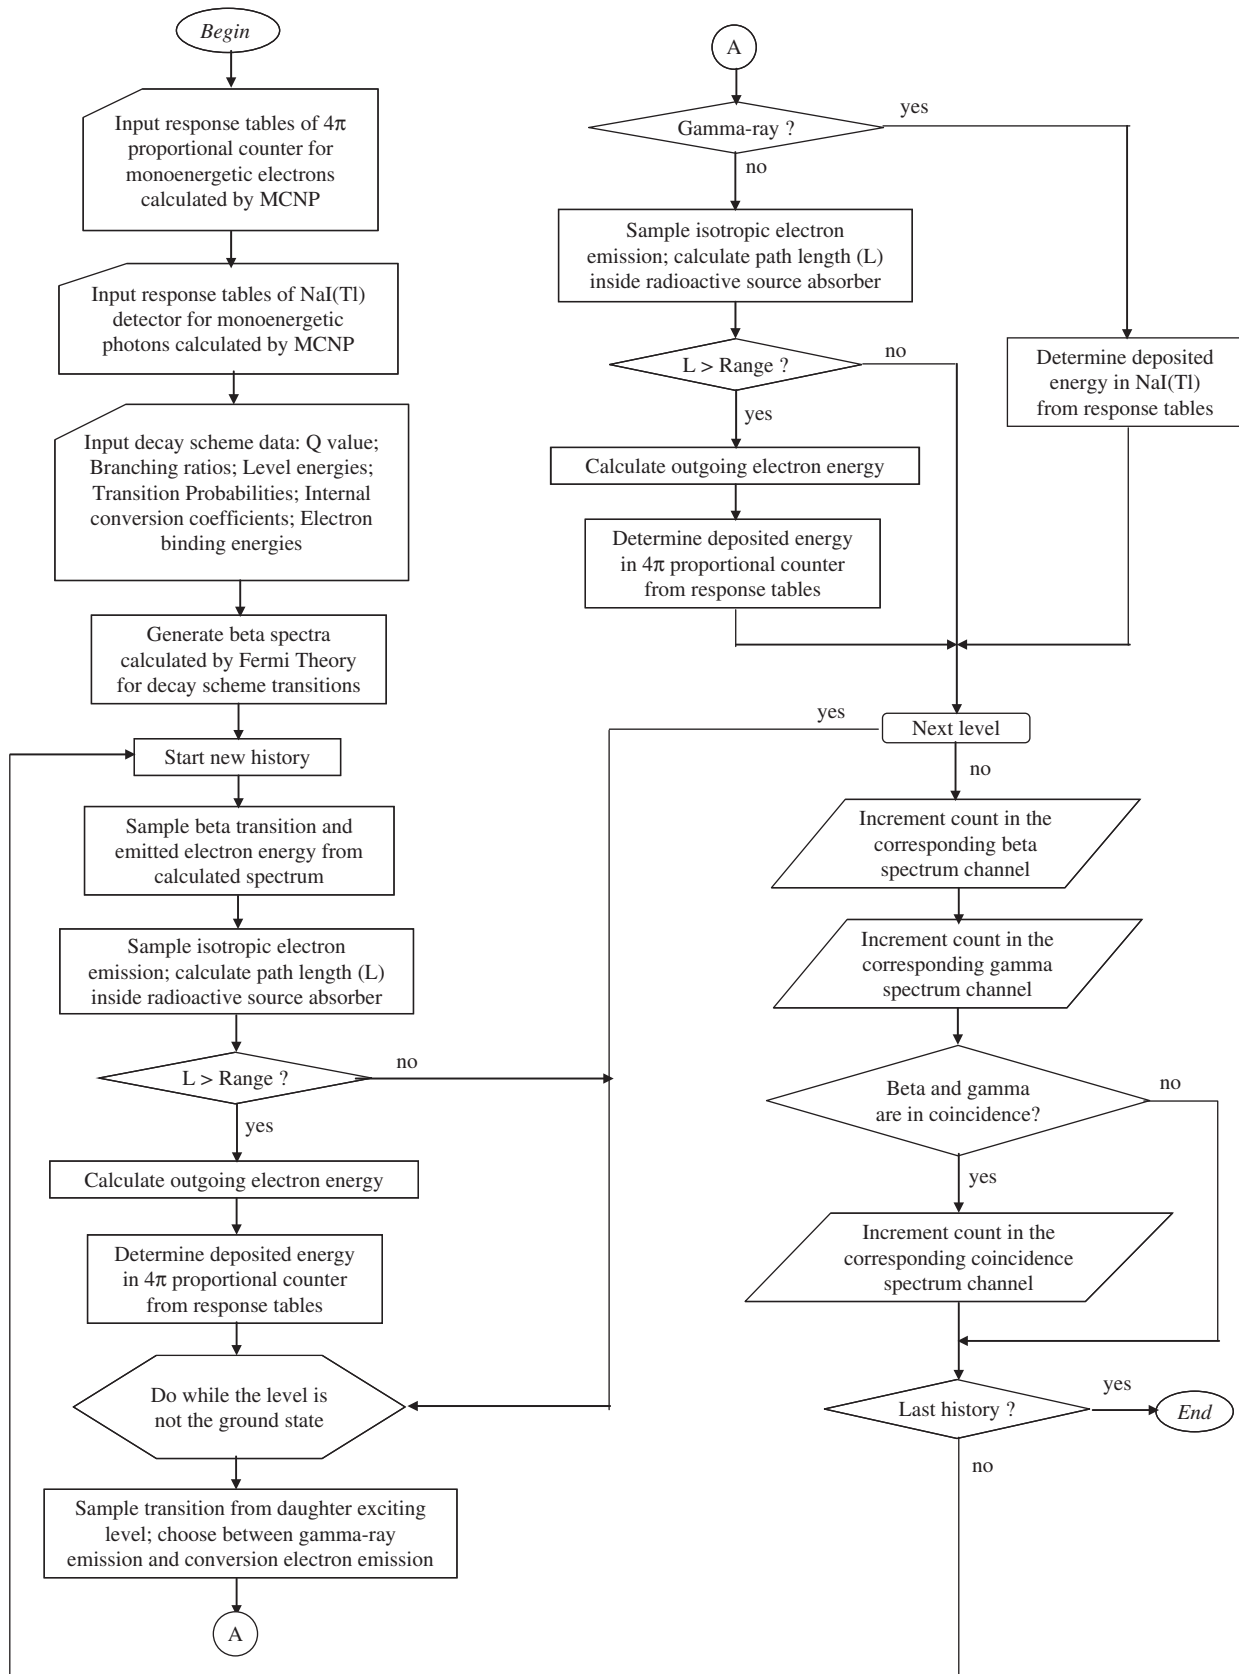 Begin
Input response tables of 4π
proportional counter for
monoenergetic electrons
calculated by MCNP
Input response tables of NaI(Tl)
detector for monoenergetic
photons calculated by MCNP
Input decay scheme data: Q value;
Branching ratios; Level energies;
Transition Probabilities; Internal
conversion coefficients; Electron
binding energies
Generate beta spectra
calculated by Fermi Theory
for decay scheme transitions
Start new history
Sample beta transition and
emitted electron energy from
calculated spectrum
Sample isotropic electron
emission; calculate path length (L)
inside radioactive source absorber
L > Range ?
no
yes
Calculate outgoing electron energy
Determine deposited energy
in 4π proportional counter
from response tables
Do while the level is
not the ground state
Sample transition from daughter exciting
level; choose between gamma-ray
emission and conversion electron emission
A
A
Gamma-ray ?
yes
no
Sample isotropic electron
emission; calculate path length (L)
inside radioactive source absorber
L > Range ?
no
yes
Determine deposited
energy in NaI(Tl)
from response tables
Calculate outgoing electron energy
Determine deposited energy
in 4π proportional counter
from response tables
yes
Next level
no
Increment count in the
corresponding beta
spectrum channel
Increment count in the
corresponding gamma
spectrum channel
Beta and gamma
are in coincidence?
no
yes
Increment count in the
corresponding coincidence
spectrum channel
Last history ?
yes
End
no